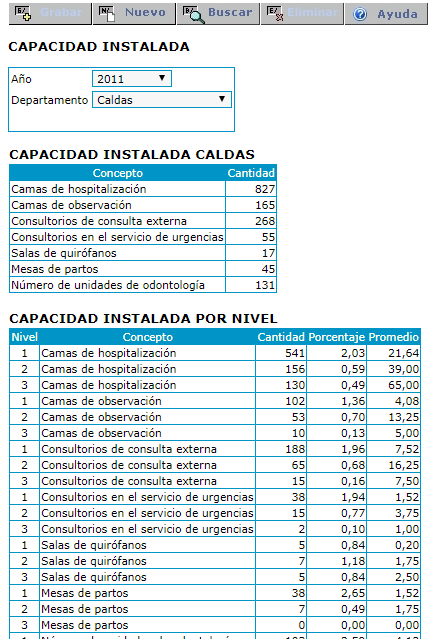 Grabar Nuevo Buscar Eliminar Ayuda
CAPACIDAD INSTALADA
Año 2011
Departamento Caldas
CAPACIDAD INSTALADA CALDAS
Concepto Cantidad
Camas de hospitalización 827
Camas de observación 165
Consultorios de consulta externa 268
Consultorios en el servicio de urgencias 55
Salas de quirófanos 17
Mesas de partos 45
Número de unidades de odontología 131
CAPACIDAD INSTALADA POR NIVEL
Nivel Concepto Cantidad Porcentaje Promedio
1 Camas de hospitalización 541 2,03 21,64
2 Camas de hospitalización 156 0,59 39,00
3 Camas de hospitalización 130 0,49 65,00
1 Camas de observación 102 1,36 4,08
2 Camas de observación 53 0,70 13,25
3 Camas de observación 10 0,13 5,00
1 Consultorios de consulta externa 188 1,96 7,52
2 Consultorios de consulta externa 65 0,68 16,25
3 Consultorios de consulta externa 15 0,16 7,50
1 Consultorios en el servicio de urgencias 38 1,94 1,52
2 Consultorios en el servicio de urgencias 15 0,77 3,75
3 Consultorios en el servicio de urgencias 2 0,10 1,00
1 Salas de quirófanos 5 0,84 0,20
2 Salas de quirófanos 7 1,18 1,75
3 Salas de quirófanos 5 0,84 2,50
1 Mesas de partos 38 2,65 1,52
2 Mesas de partos 7 0,49 1,75
3 Mesas de partos 0 0,00 0,00